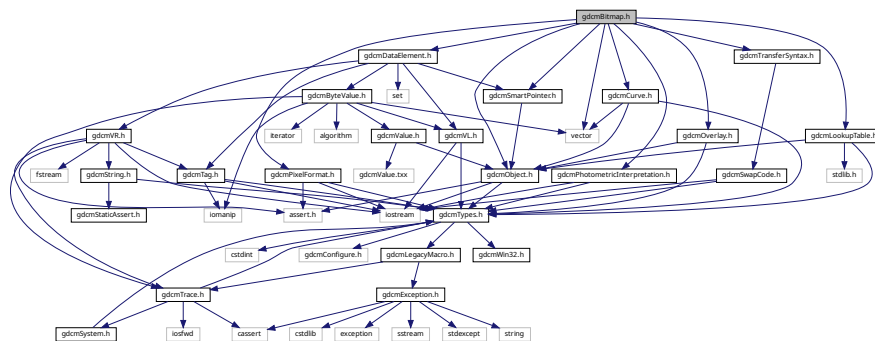 gdcmBitmap.h
gdcmDataElement.h
gdcmTransferSyntax.h
gdcmByteValue.h
set
gdcmSmartPointer.h
gdcmCurve.h
gdcmVR.h
iterator
algorithm
gdcmValue.h
gdcmVL.h
vector
gdcmOverlay.h
gdcmLookupTable.h
fstream
gdcmString.h
gdcmTag.h
gdcmPixelFormat.h
gdcmValue.txx
gdcmObject.h
gdcmPhotometricInterpretation.h
gdcmSwapCode.h
stdlib.h
gdcmStaticAssert.h
iomanip
assert.h
iostream
gdcmTypes.h
cstdint
gdcmConfigure.h
gdcmLegacyMacro.h
gdcmWin32.h
gdcmTrace.h
gdcmException.h
gdcmSystem.h
iosfwd
cassert
cstdlib
exception
sstream
stdexcept
string